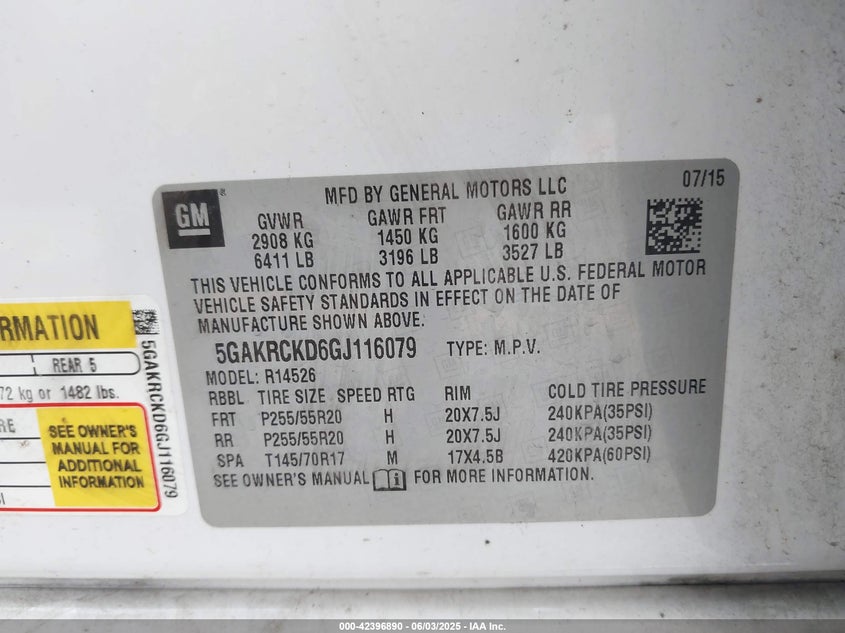 MFD BY GENERAL MOTORS LLC
07/15
GM
GVWR GAWR FRT GAWR RR
2908 KG 1450 KG 1600 KG
6411 LB 3196 LB 3527 LB
THIS VEHICLE CONFORMS TO ALL APPLICABLE U.S. FEDERAL MOTOR
VEHICLE SAFETY STANDARDS IN EFFECT ON THE DATE OF
MANUFACTURE SHOWN ABOVE.
5GAKRCKD6GJ116079 TYPE: M.P.V.
MODEL: R14526
RBBL TIRE SIZE SPEED RTG RIM COLD TIRE PRESSURE
FRT P255/55R20 H 20X7.5J 240KPA(35PSI)
RR P255/55R20 H 20X7.5J 240KPA(35PSI)
SPA T145/70R17 M 17X4.5B 420KPA(60PSI)
SEE OWNER'S MANUAL FOR MORE INFORMATION.
RMATION
REAR 5
72 kg or 1482 lbs.
RE
SEE OWNER'S
MANUAL FOR
ADDITIONAL
INFORMATION
SI
5GAKRCKD6GJ116079
000-42396890 - 06/03/2025 - IAA Inc.